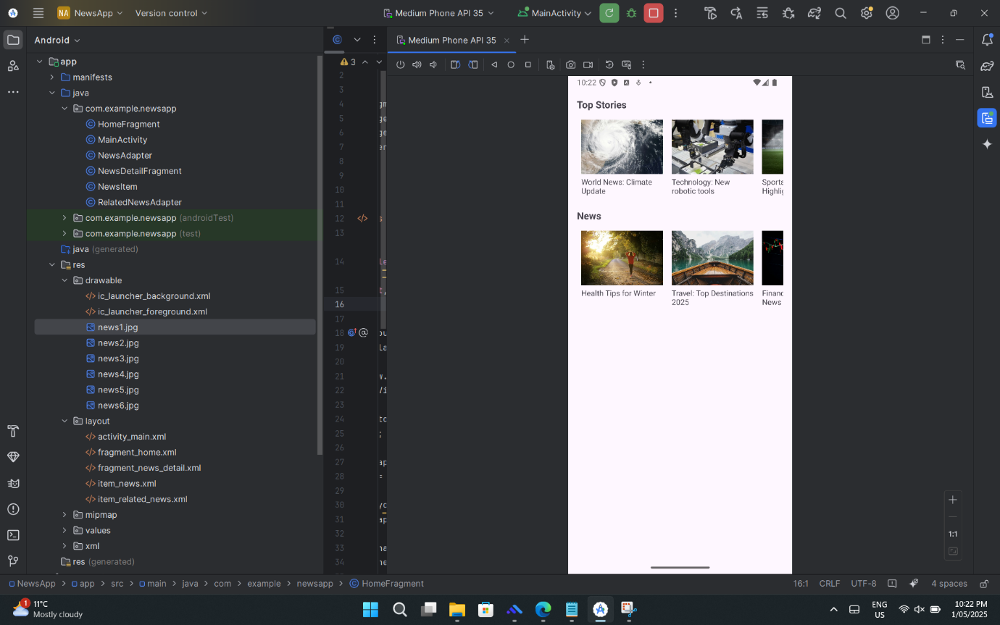 NA NewsApp Version control Medium Phone API 35 MainActivity
Android
Medium Phone API 35
app
manifests
java
com.example.newsapp
HomeFragment
MainActivity
NewsAdapter
NewsDetailFragment
NewsItem
RelatedNewsAdapter
com.example.newsapp (androidTest)
com.example.newsapp (test)
java (generated)
res
drawable
ic_launcher_background.xml
ic_launcher_foreground.xml
news1.jpg
news2.jpg
news3.jpg
news4.jpg
news5.jpg
news6.jpg
layout
activity_main.xml
fragment_home.xml
fragment_news_detail.xml
item_news.xml
item_related_news.xml
mipmap
values
xml
res (generated)
3
2
3
4
5
6
7
8
9
10
11
12
13
14
15
16
17
18
19
20
21
22
23
24
25
26
27
28
29
30
31
32
33
34
10:22
Top Stories
World News: Climate
Update
Technology: New
robotic tools
Sports
News
Health Tips for Winter
Travel: Top Destinations
2025
News
1:1
NewsApp > app > src > main > java > com > example > newsapp > HomeFragment
16:1 CRLF UTF-8 4 spaces
1
11°C
Mostly cloudy
ENG
US
10:22 PM
1/05/2025